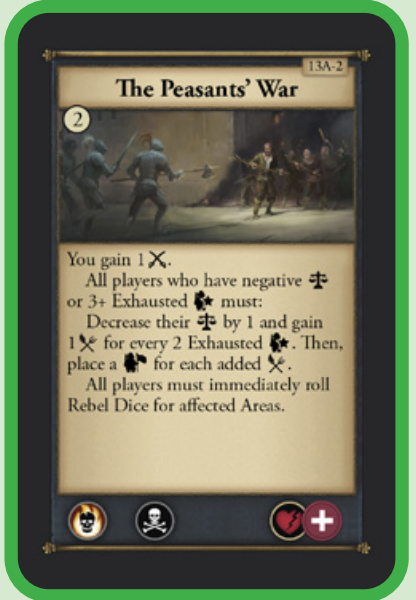 13A-2
The Peasants' War
2
You gain 1 .
All players who have negative
or 3+ Exhausted must:
Decrease their by 1 and gain
1 for every 2 Exhausted . Then,
place a for each added .
All players must immediately roll
Rebel Dice for affected Areas.